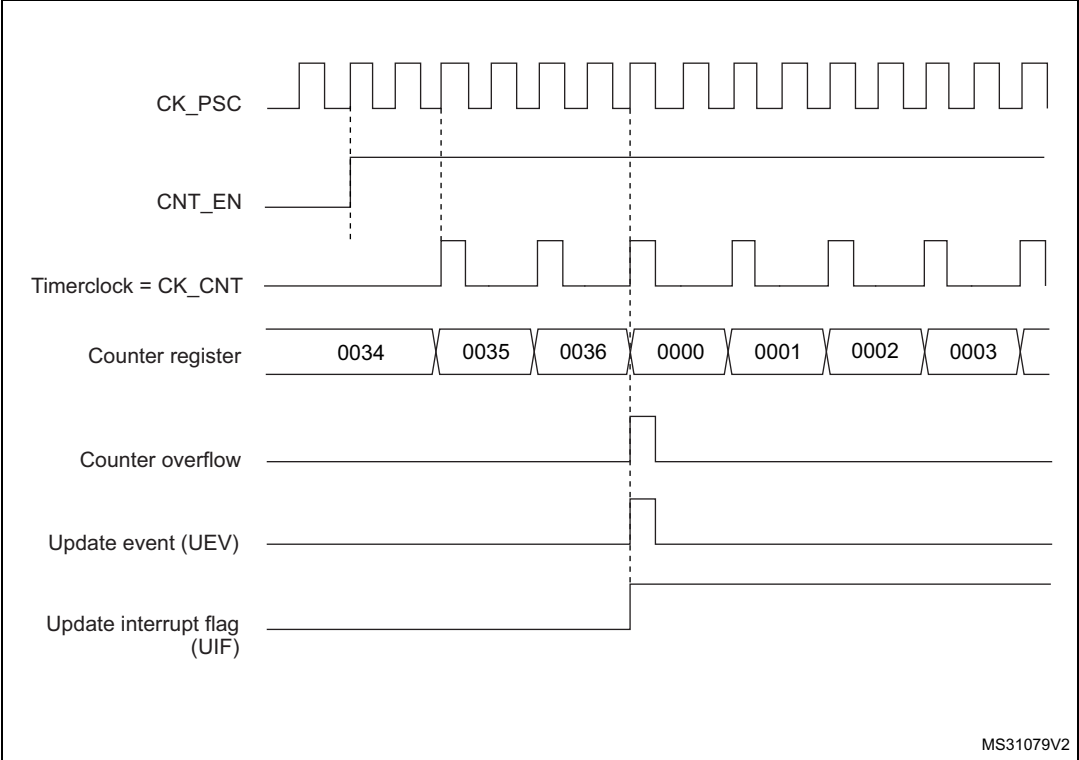 CK_PSC
CNT_EN
Timerclock = CK_CNT
Counter register
0034 0035 0036 0000 0001 0002 0003
Counter overflow
Update event (UEV)
Update interrupt flag
(UIF)
MS31079V2